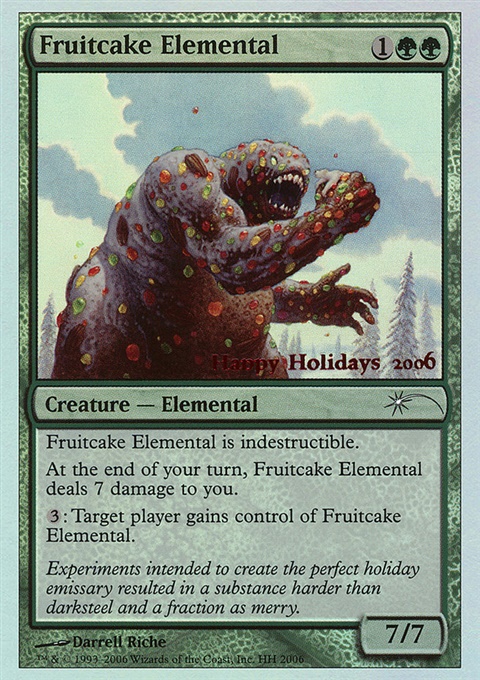 Fruitcake Elemental 1
Happy Holidays 2006
Creature — Elemental
Fruitcake Elemental is indestructible.
At the end of your turn, Fruitcake Elemental
deals 7 damage to you.
3: Target player gains control of Fruitcake
Elemental.
Experiments intended to create the perfect holiday
emissary resulted in a substance harder than
darksteel and a fraction as merry.
7/7
Darrell Riche
™ & © 1993–2006 Wizards of the Coast, Inc. HH 2006